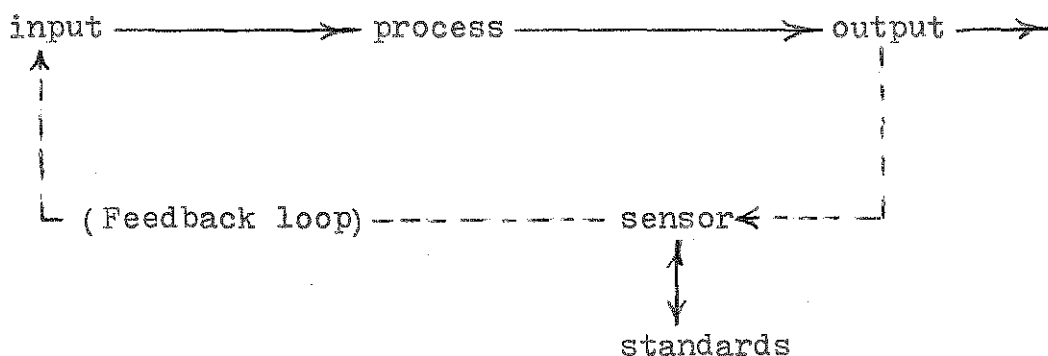 input process output
(Feedback loop) sensor
standards